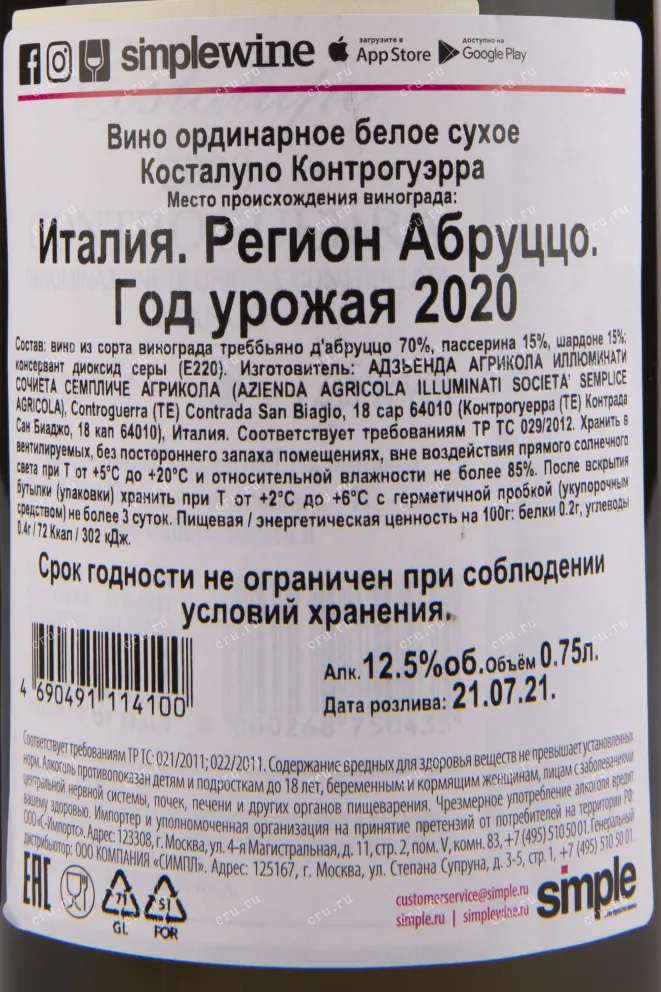 simplewine загрузите в App Store доступно на Google Play
Вино ординарное белое сухое
Косталупо Контрогуэрра
Место происхождения винограда:
Италия. Регион Абруццо.
Год урожая 2020
Состав: вино из сорта винограда треббьяно д'абруццо 70%, пассерина 15%, шардоне 15%;
консервант диоксид серы (Е220). Изготовитель: АДЗЬЕНДА АГРИКОЛА ИЛЛЮМИНАТИ
СОЧИЕТА СЕМПЛИЧЕ АГРИКОЛА (AZIENDA AGRICOLA ILLUMINATI SOCIETA' SEMPLICE
AGRICOLA), Controguerra (TE) Contrada San Biagio, 18 cap 64010 (Контрогуерра (ТЕ) Контрада
Сан Биаджо, 18 кап 64010), Италия. Соответствует требованиям ТР ТС 029/2012. Хранить в
вентилируемых, без постороннего запаха помещениях, вне воздействия прямого солнечного
света при Т от +5°С до +20°С и относительной влажности не более 85%. После вскрытия
бутылки (упаковки) хранить при Т от +2°С до +6°С с герметичной пробкой (укупорочным
средством) не более 3 суток. Пищевая / энергетическая ценность на 100г: белки 0.2г, углеводы
0.4г / 72 Ккал / 302 кДж.
Срок годности не ограничен при соблюдении
условий хранения.
Алк. 12.5%об. Объём 0.75л.
Дата розлива: 21.07.21.
4 690491 114100
Соответствует требованиям ТР ТС: 021/2011; 022/2011. Содержание вредных для здоровья веществ не превышает установленных
норм. Алкоголь противопоказан детям и подросткам до 18 лет, беременным и кормящим женщинам, лицам с заболеваниями
центральной нервной системы, почек, печени и других органов пищеварения. Чрезмерное употребление алкоголя вредит
вашему здоровью. Импортер и уполномоченная организация на принятие претензий от потребителей на территории РФ:
ООО «С-Импортс». Адрес: 123308, г. Москва, ул. 4-я Магистральная, д. 11, стр. 2, пом. V, комн. 83, +7 (495) 510 50 01. Генеральный
дистрибьютор: ООО КОМПАНИЯ «СИМПЛ». Адрес: 125167, г. Москва, ул. Степана Супруна, д. 3-5, стр. 1, +7 (495) 510 50 01
EAC 71 GL 51 FOR
customerservice@simple.ru
simple.ru | simplewine.ru
simple
cru.ru